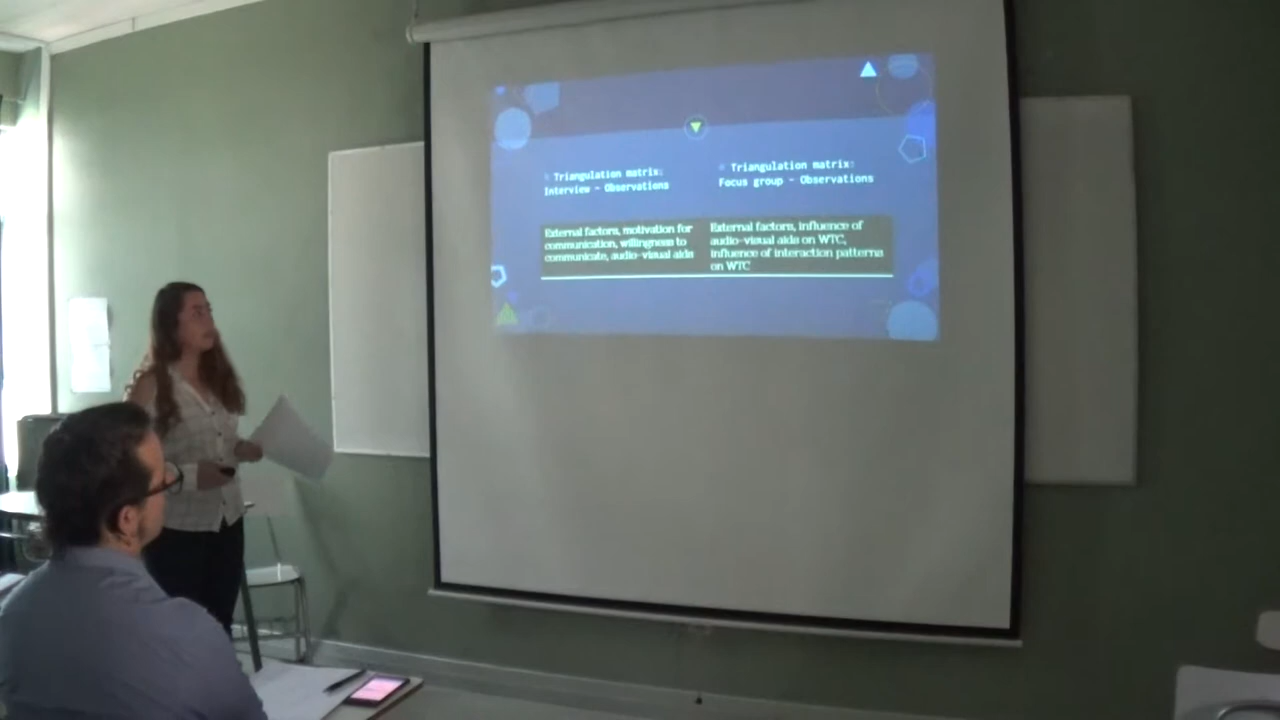 Triangulation matrix:
Interview - Observations
Triangulation matrix:
Focus group - Observations
External factors, motivation for
communication, willingness to
communicate, audio-visual aids
External factors, influence of
audio-visual aids on WTC,
influence of interaction patterns
on WTC